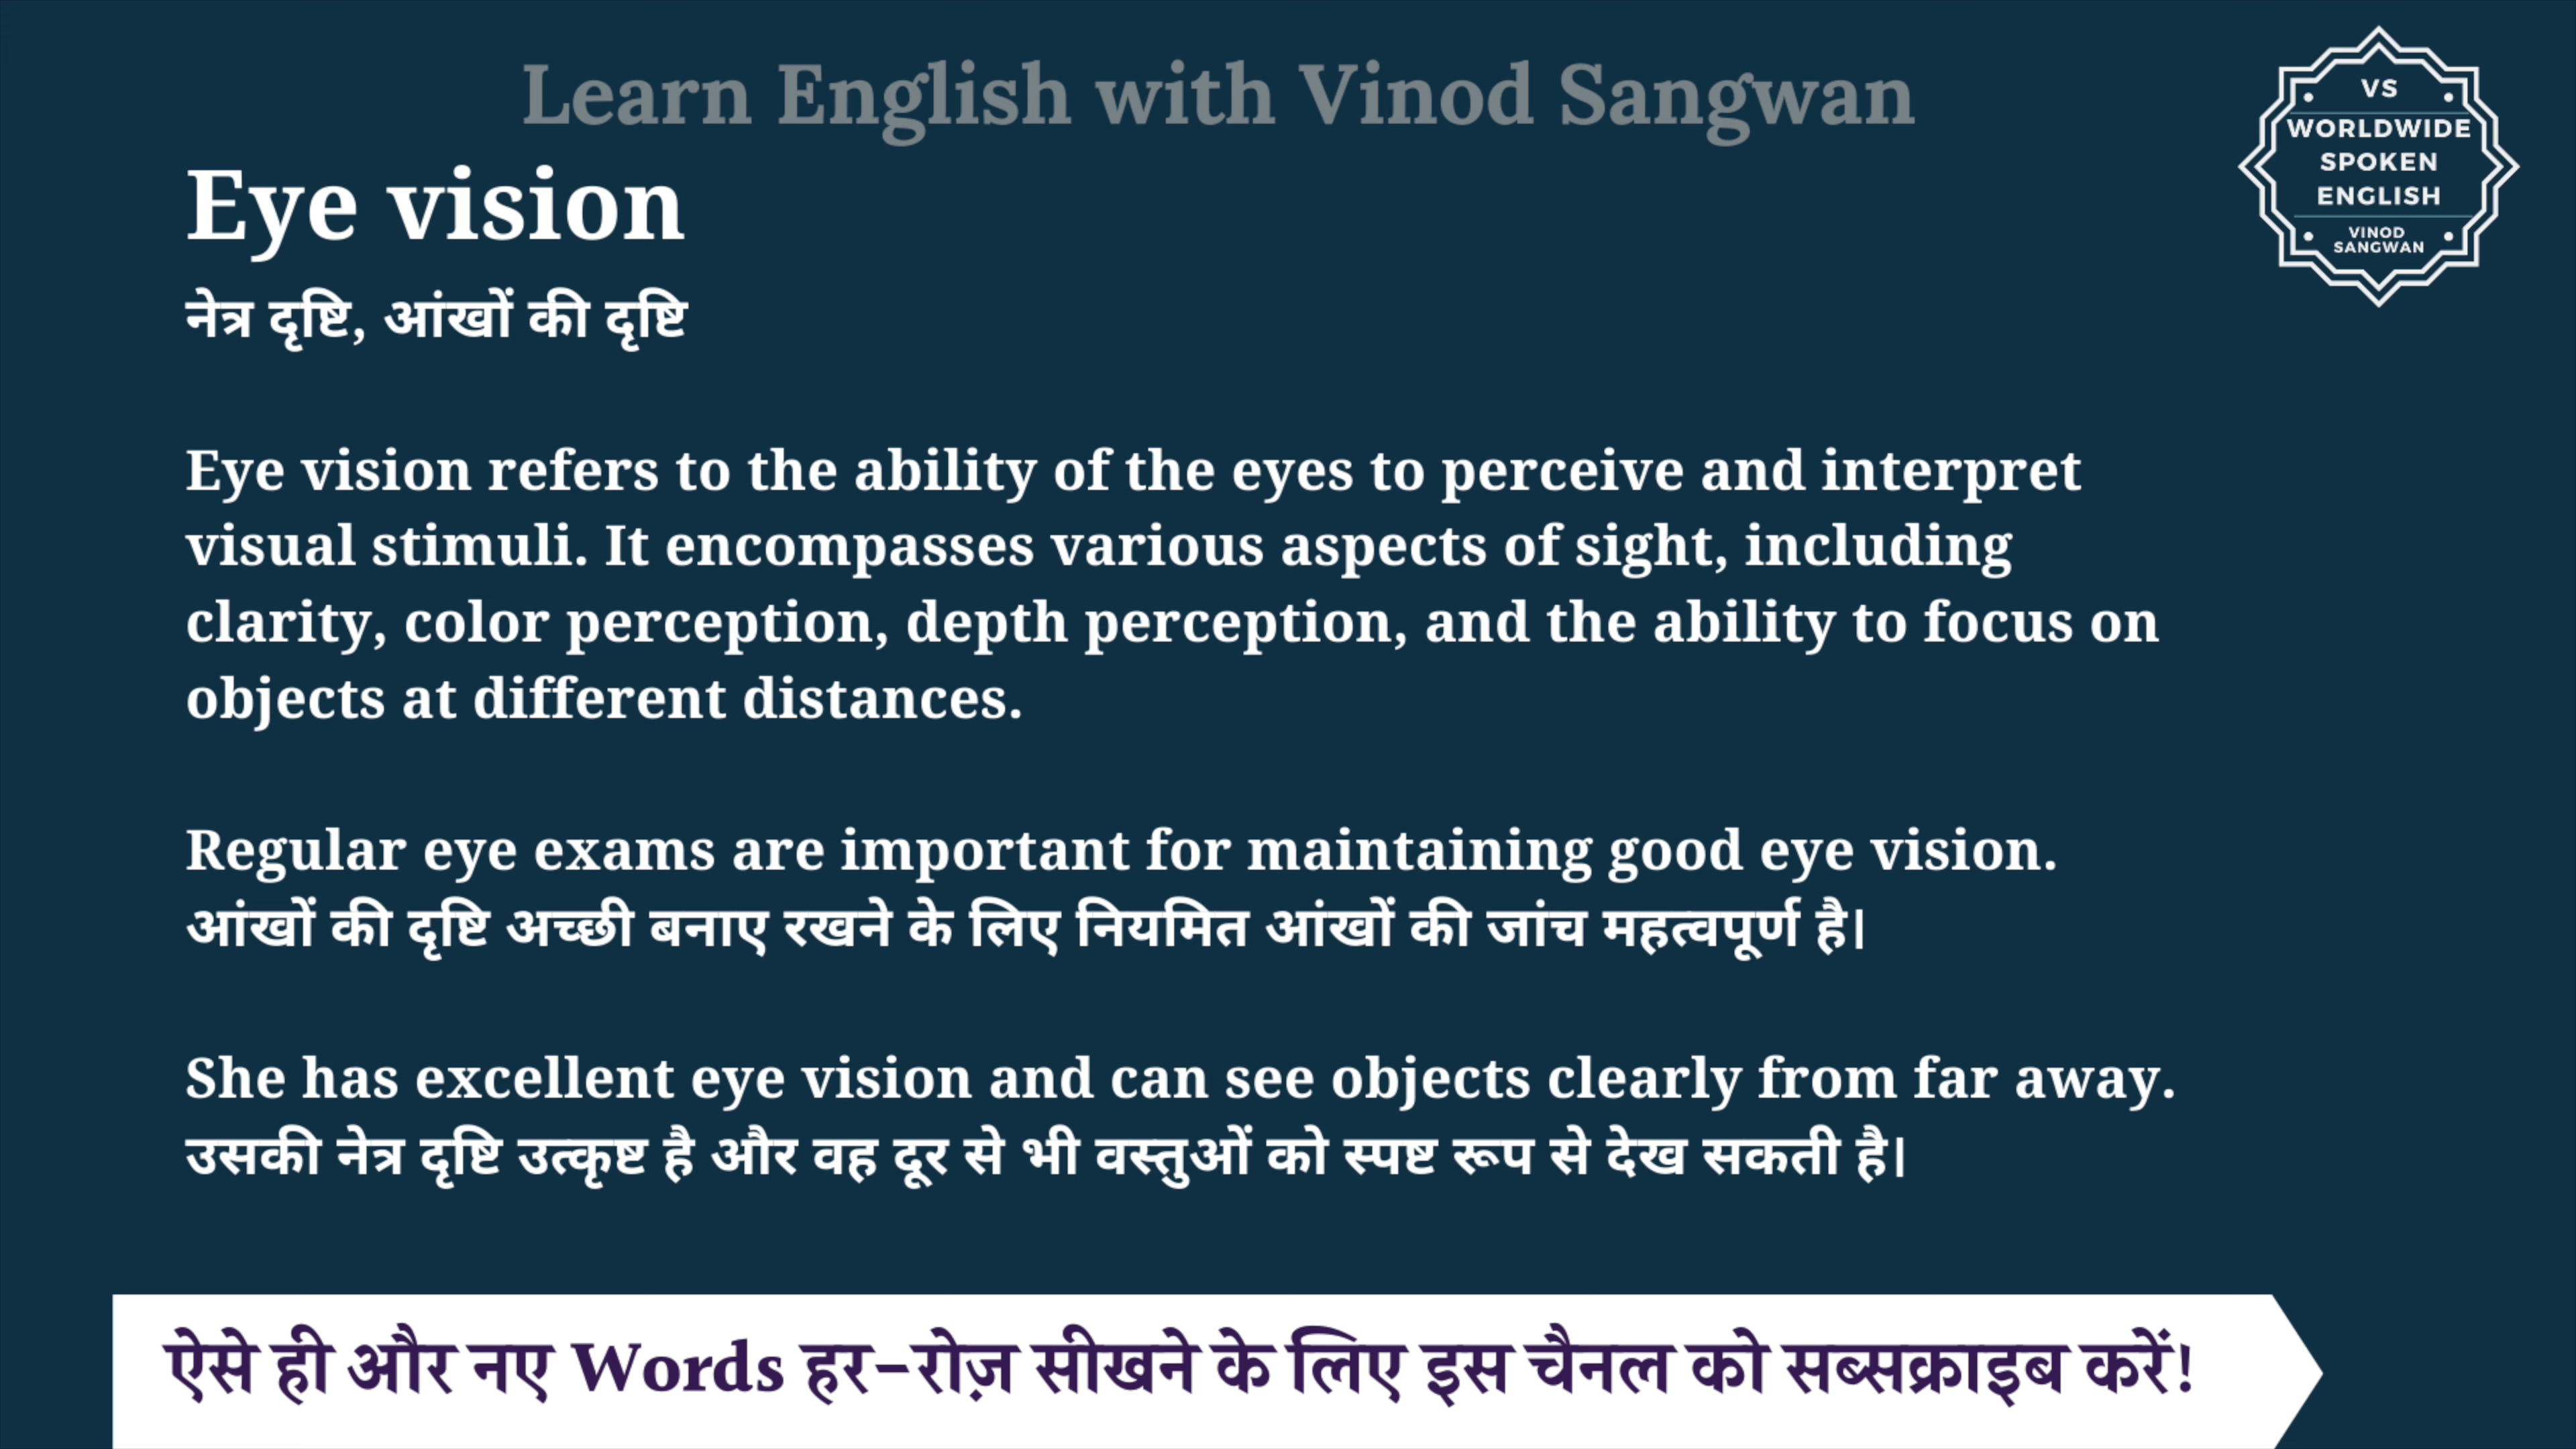 Learn English with Vinod Sangwan
VS
WORLDWIDE
SPOKEN
ENGLISH
VINOD
SANGWAN
Eye vision
नेत्र दृष्टि, आंखों की दृष्टि
Eye vision refers to the ability of the eyes to perceive and interpret
visual stimuli. It encompasses various aspects of sight, including
clarity, color perception, depth perception, and the ability to focus on
objects at different distances.
Regular eye exams are important for maintaining good eye vision.
आंखों की दृष्टि अच्छी बनाए रखने के लिए नियमित आंखों की जांच महत्वपूर्ण है।
She has excellent eye vision and can see objects clearly from far away.
उसकी नेत्र दृष्टि उत्कृष्ट है और वह दूर से भी वस्तुओं को स्पष्ट रूप से देख सकती है।
ऐसे ही और नए Words हर-रोज़ सीखने के लिए इस चैनल को सब्सक्राइब करें!